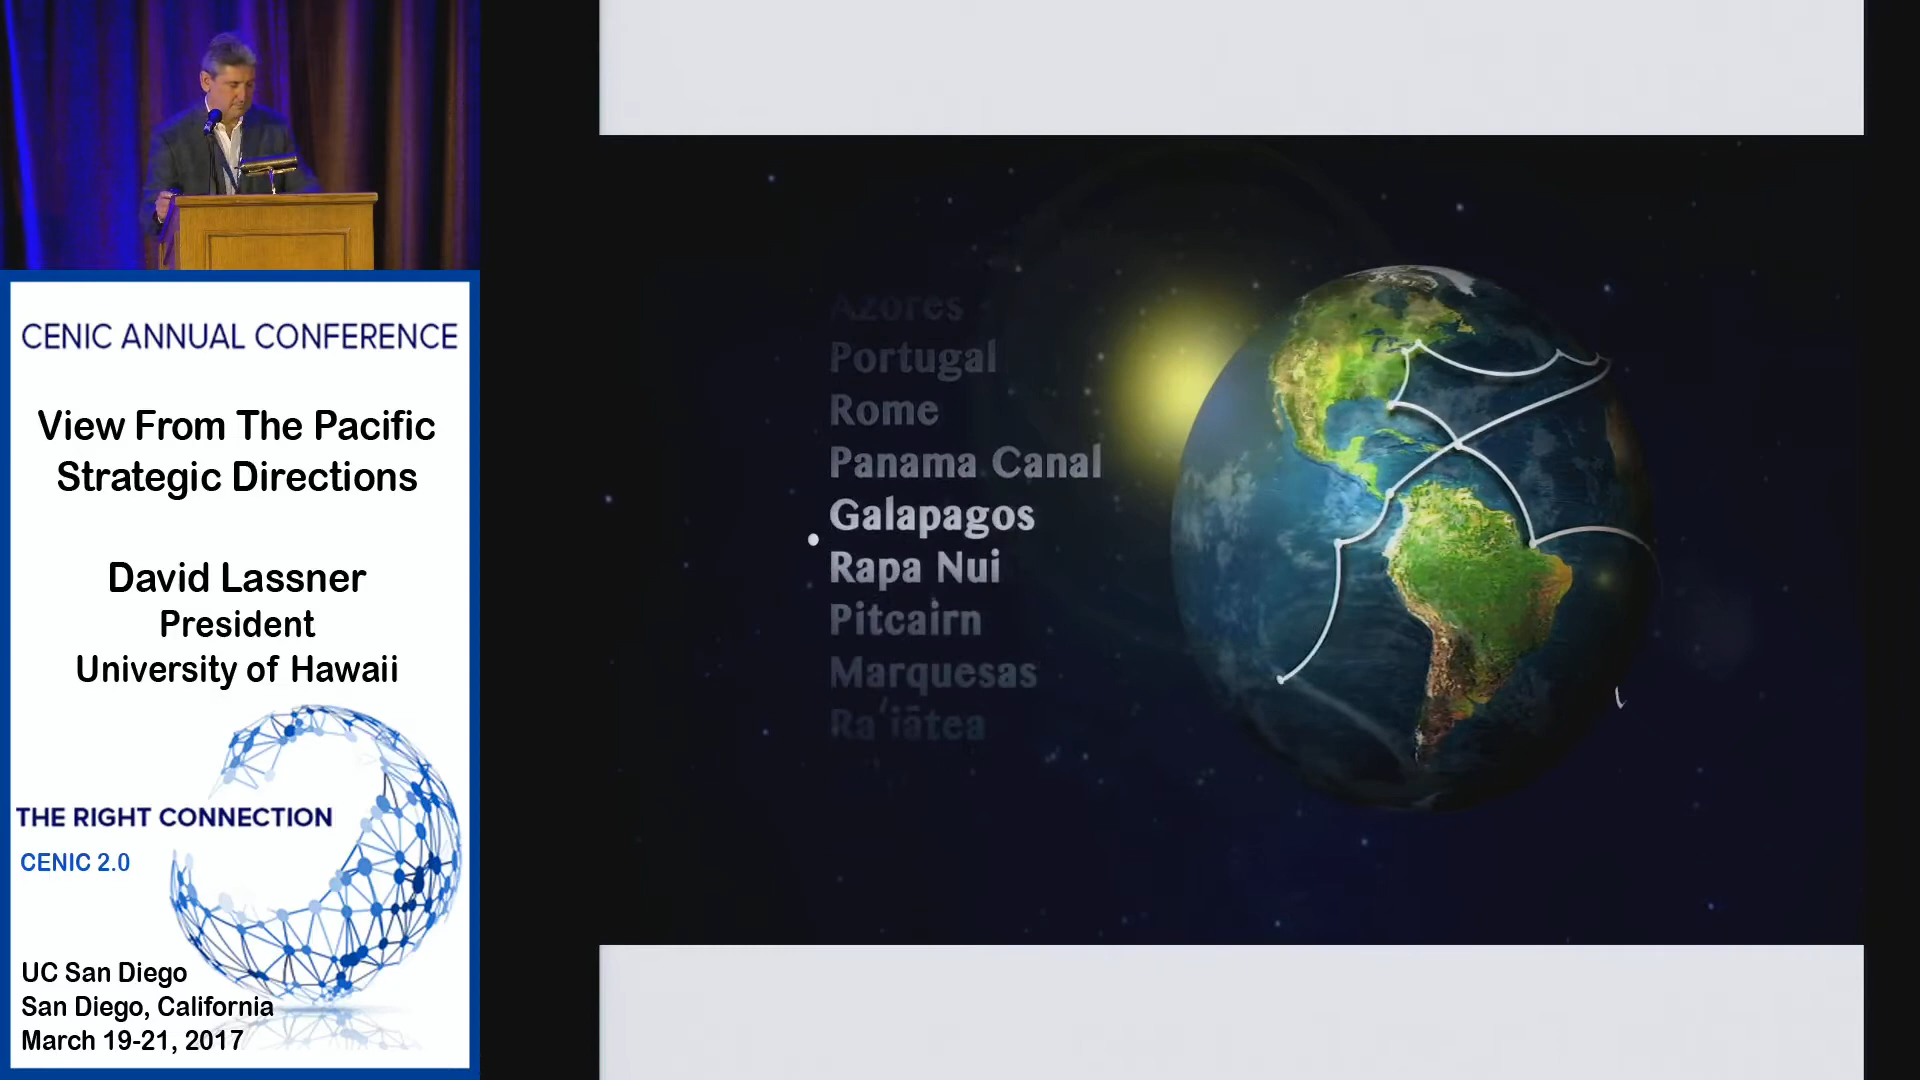 CENIC ANNUAL CONFERENCE
View From The Pacific
Strategic Directions
David Lassner
President
University of Hawaii
THE RIGHT CONNECTION
CENIC 2.0
UC San Diego
San Diego, California
March 19-21, 2017
Azores
Portugal
Rome
Panama Canal
Galapagos
Rapa Nui
Pitcairn
Marquesas
Raʻiātea